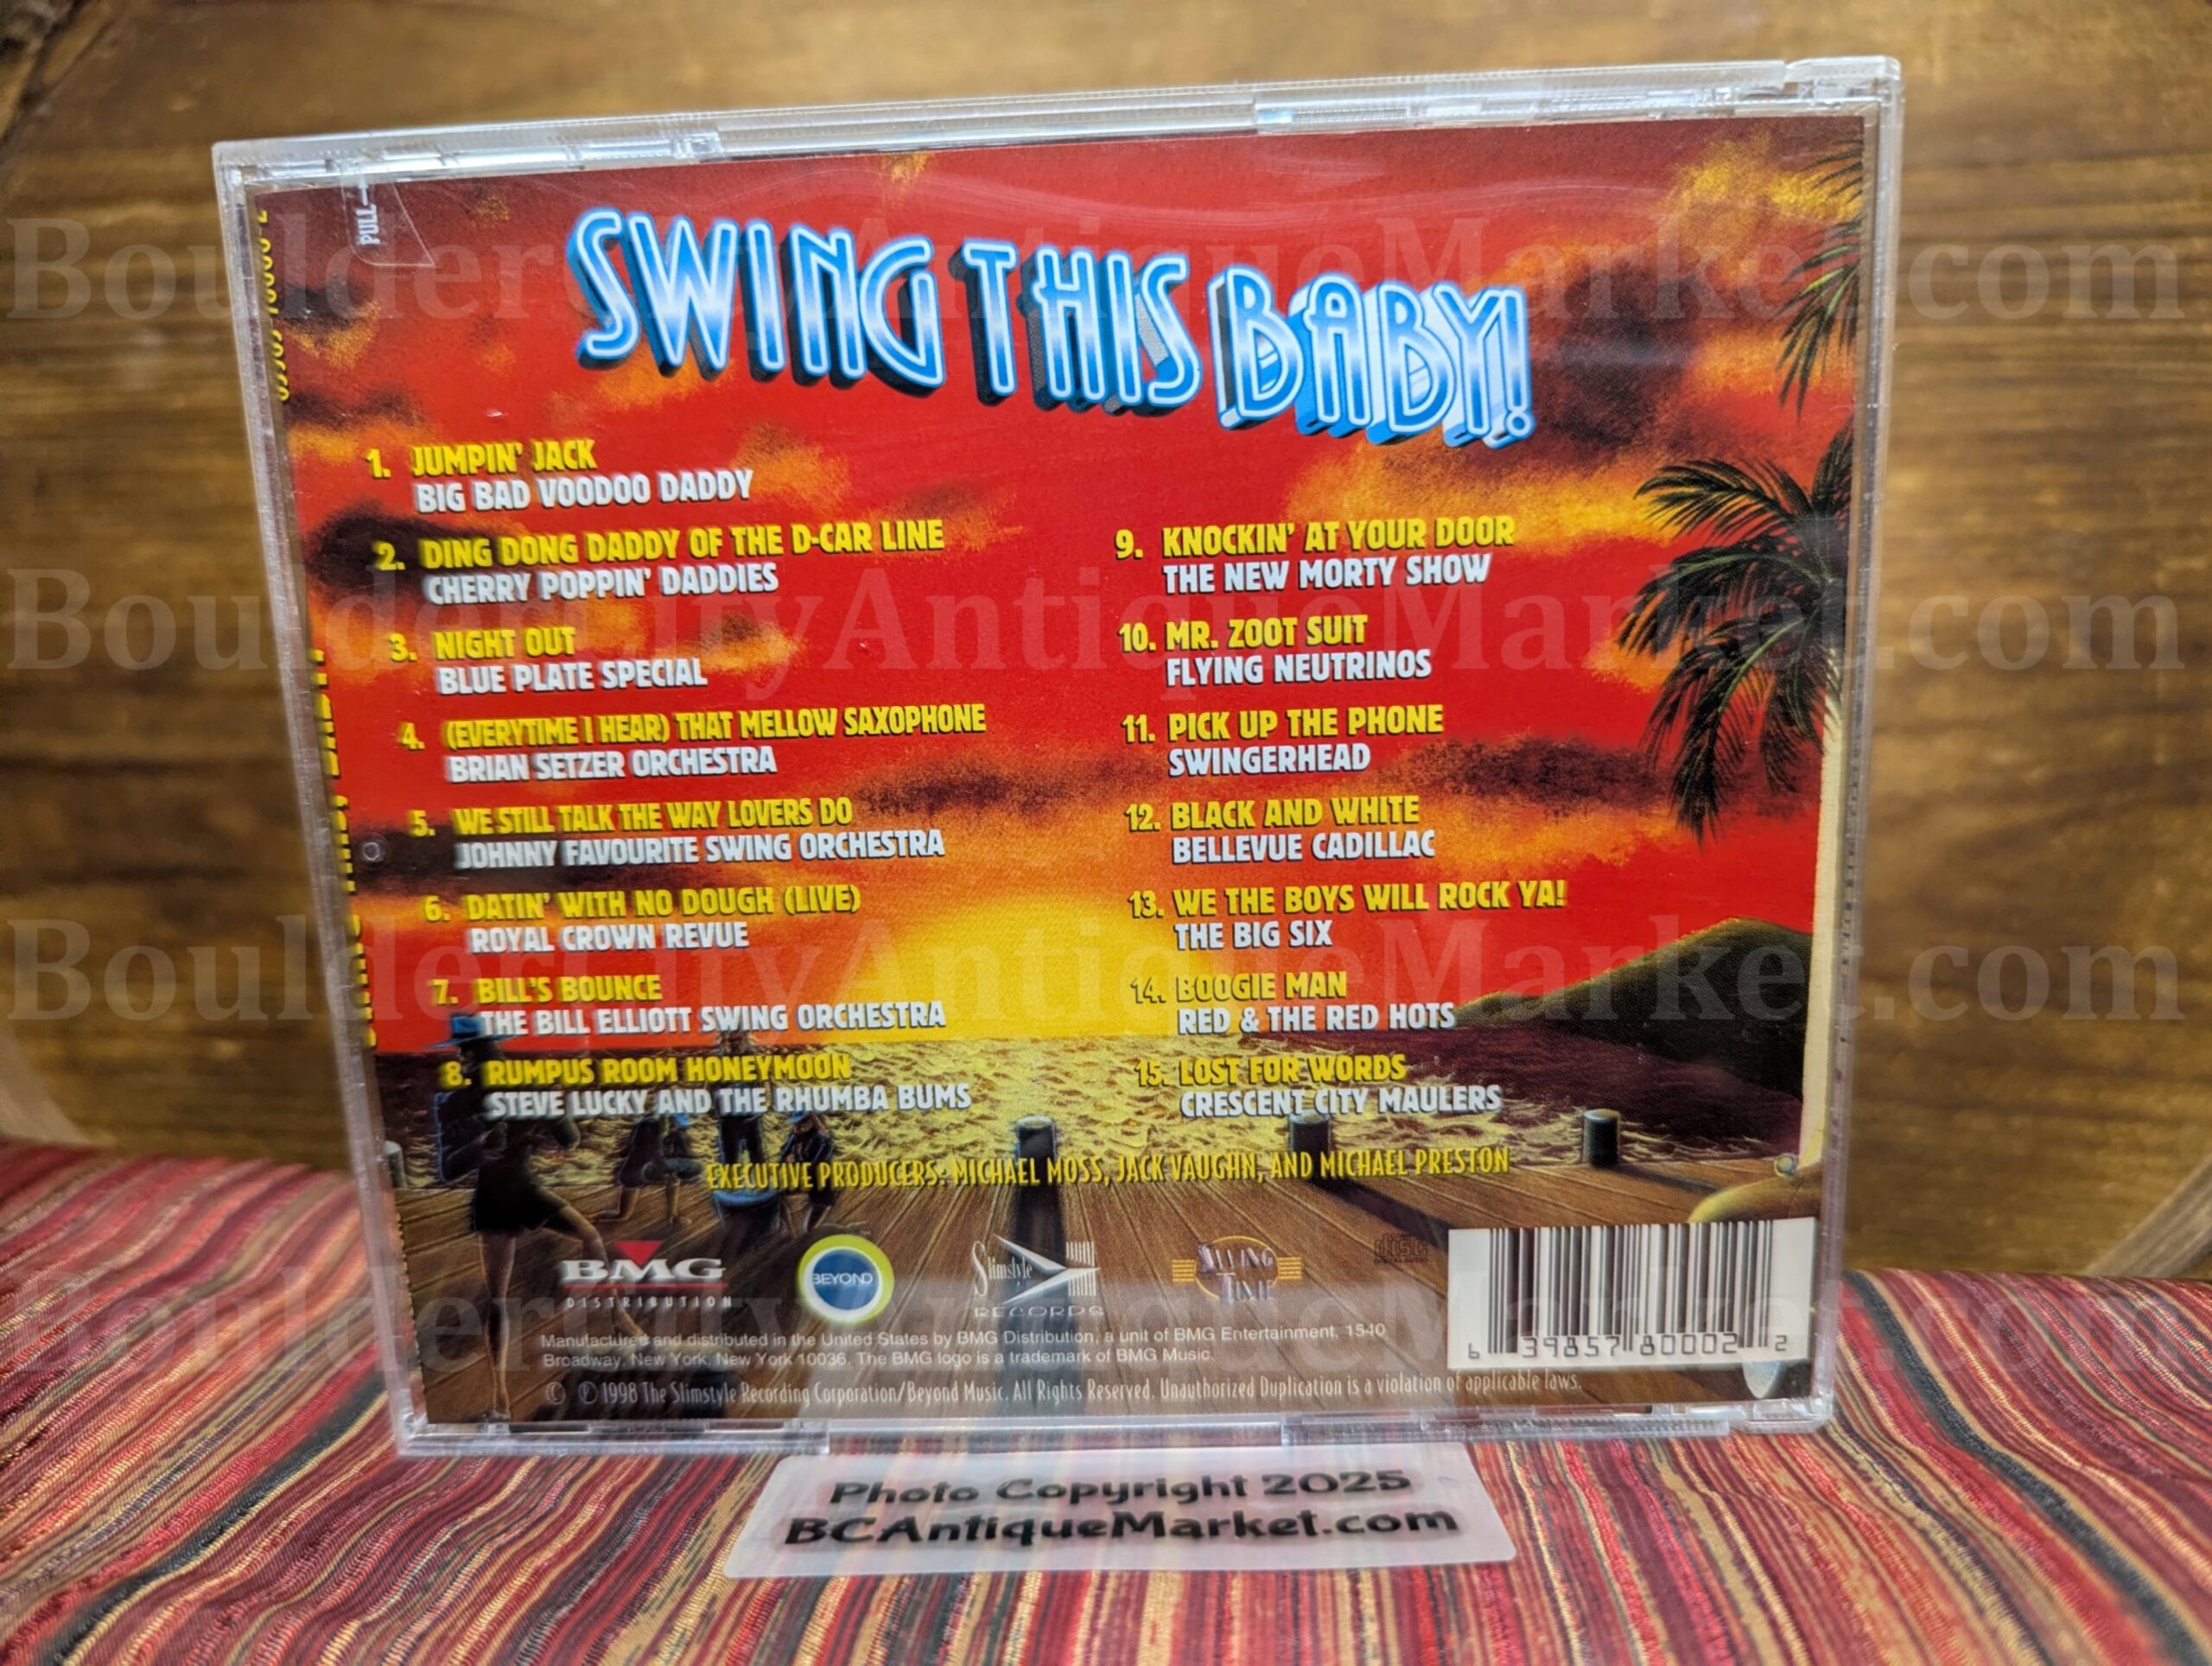 PULL
SWING THIS BABY!
1. JUMPIN' JACK
BIG BAD VOODOO DADDY
2. DING DONG DADDY OF THE D-CAR LINE
CHERRY POPPIN' DADDIES
3. NIGHT OUT
BLUE PLATE SPECIAL
4. (EVERYTIME I HEAR) THAT MELLOW SAXOPHONE
BRIAN SETZER ORCHESTRA
5. WE STILL TALK THE WAY LOVERS DO
JOHNNY FAVOURITE SWING ORCHESTRA
6. DATIN' WITH NO DOUGH (LIVE)
ROYAL CROWN REVUE
7. BILL'S BOUNCE
THE BILL ELLIOTT SWING ORCHESTRA
8. RUMPUS ROOM HONEYMOON
STEVE LUCKY AND THE RHUMBA BUMS
9. KNOCKIN' AT YOUR DOOR
THE NEW MORTY SHOW
10. MR. ZOOT SUIT
FLYING NEUTRINOS
11. PICK UP THE PHONE
SWINGERHEAD
12. BLACK AND WHITE
BELLEVUE CADILLAC
13. WE THE BOYS WILL ROCK YA!
THE BIG SIX
14. BOOGIE MAN
RED & THE RED HOTS
15. LOST FOR WORDS
CRESCENT CITY MAULERS
EXECUTIVE PRODUCERS: MICHAEL MOSS, JACK VAUGHN, AND MICHAEL PRESTON
BMG
DISTRIBUTION
BEYOND
Slimstyle
RECORDS
SWING
TIME
disc
6 39857 80002 2
Manufactured and distributed in the United States by BMG Distribution, a unit of BMG Entertainment, 1540
Broadway, New York, New York 10036. The BMG logo is a trademark of BMG Music.
© ℗ 1998 The Slimstyle Recording Corporation/Beyond Music. All Rights Reserved. Unauthorized Duplication is a violation of applicable laws.
Photo Copyright 2025
BCAntiqueMarket.com
BoulderCityAntiqueMarket.com
BoulderCityAntiqueMarket.com
BoulderCityAntiqueMarket.com
BoulderCityAntiqueMarket.com